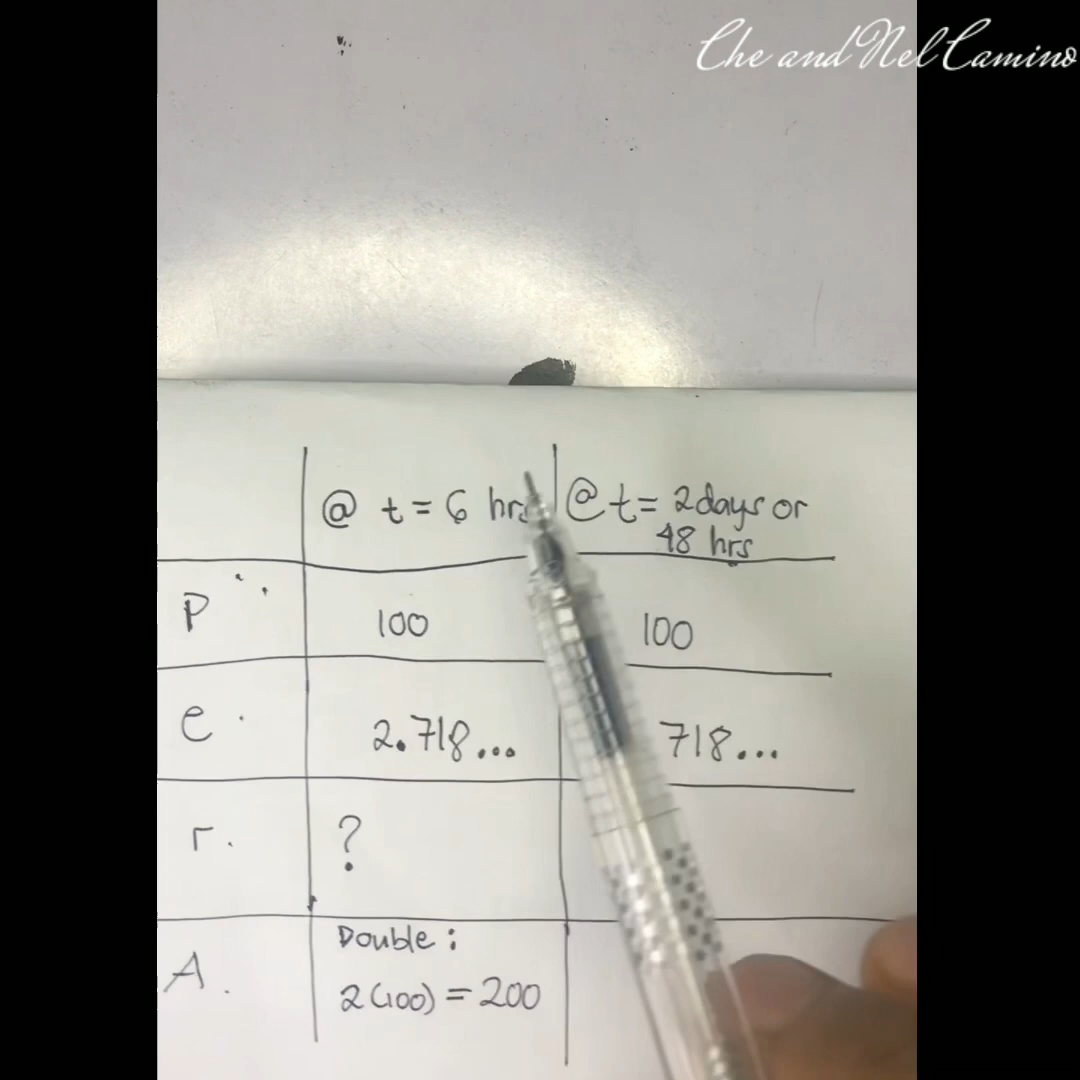 Che and Nel Camino
@ t = 6 hrs
@ t = 2 days or
48 hrs
P
100
100
e
2.718...
718...
r.
?
A.
Double :
2(100) = 200